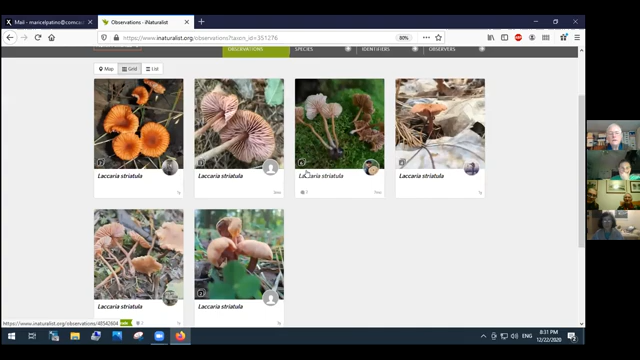 Mail - maricelpatino@comca
Observations · iNaturalist
https://www.inaturalist.org/observations?taxon_id=351276
80%
OBSERVATIONS
SPECIES
IDENTIFIERS
OBSERVERS
Map
Grid
List
Laccaria striatula
Laccaria striatula
Laccaria striatula
Laccaria striatula
Laccaria striatula
Laccaria striatula
https://www.inaturalist.org/observations/48542604
ENG
8:31 PM
12/22/2020